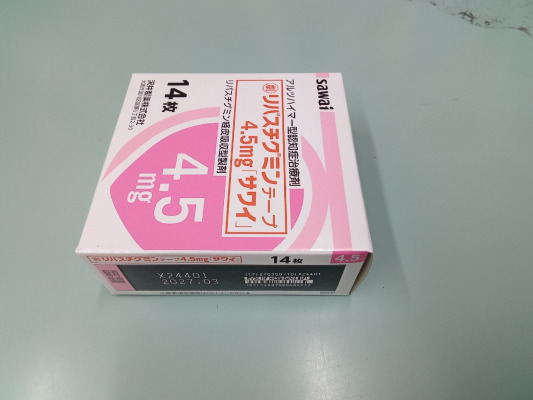 sawai
アルツハイマー型認知症治療剤
劇 リバスチグミンテープ
4.5mg「サワイ」
リバスチグミン経皮吸収型製剤
14枚
沢井製薬株式会社
4.5
mg
劇 リバスチグミンテープ4.5mg「サワイ」
14枚
4.5
X24401
2027.03